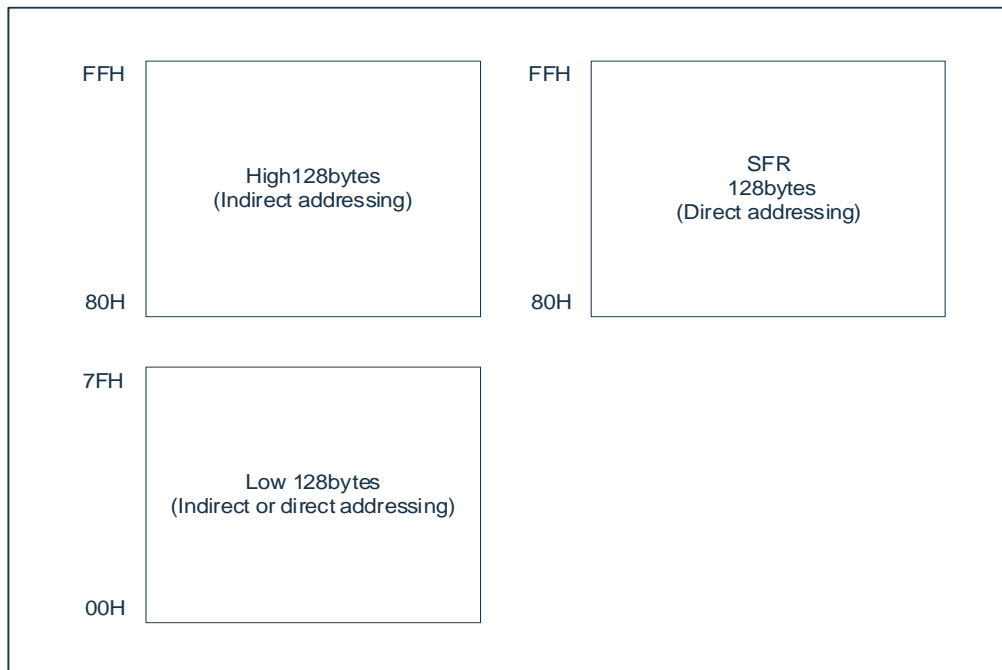 FFH
High128bytes
(Indirect addressing)
80H
FFH
SFR
128bytes
(Direct addressing)
80H
7FH
Low 128bytes
(Indirect or direct addressing)
00H